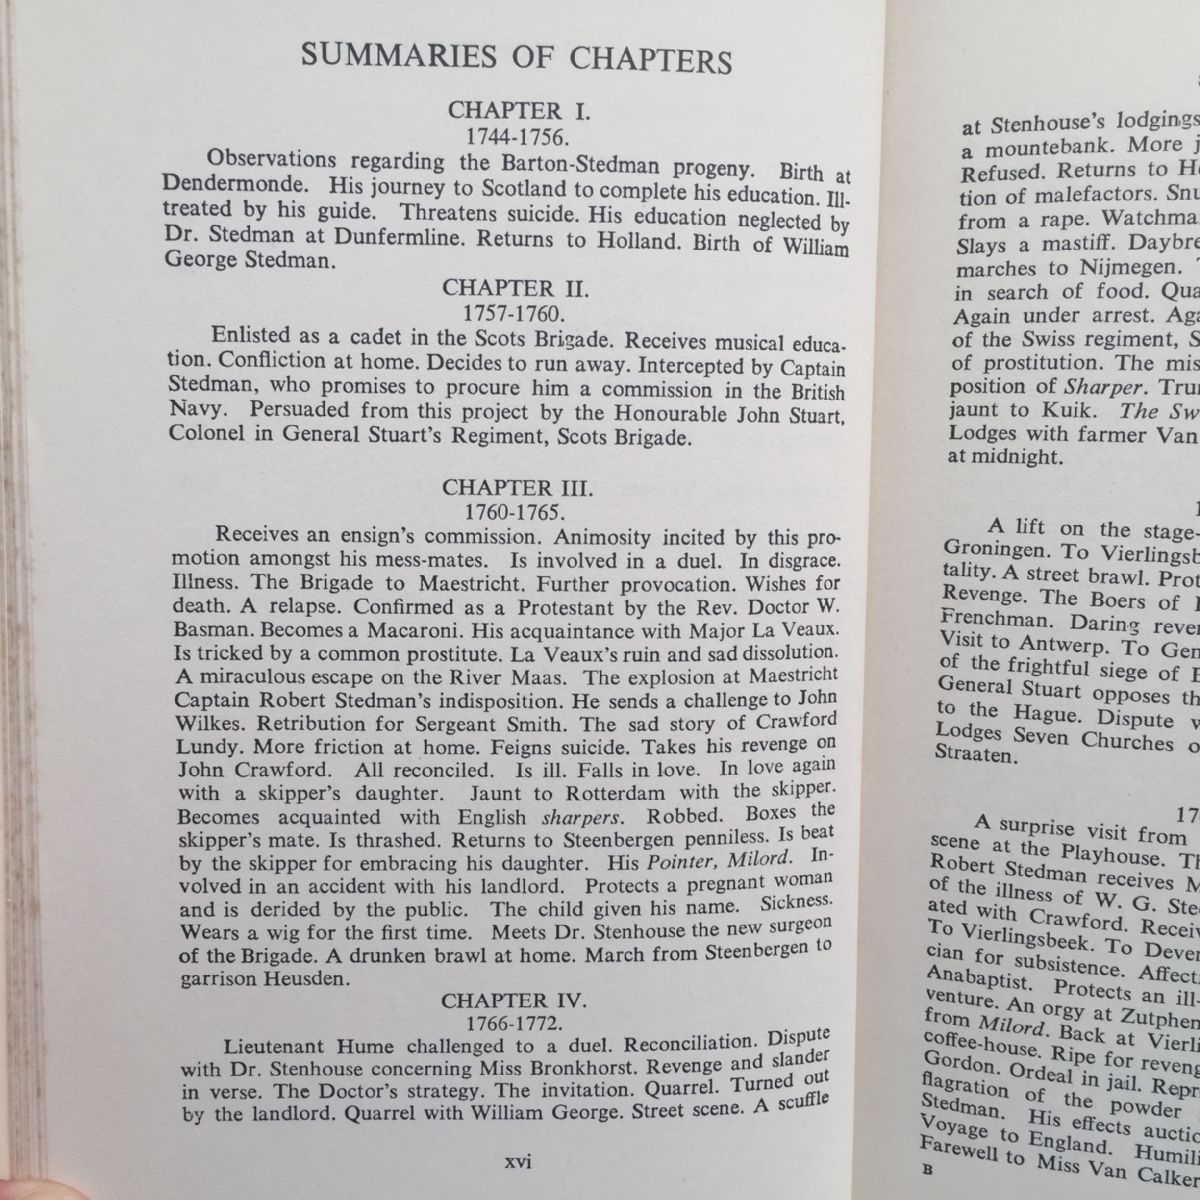 SUMMARIES OF CHAPTERS
CHAPTER I.
1744-1756.
Observations regarding the Barton-Stedman progeny. Birth at
Dendermonde. His journey to Scotland to complete his education. Ill-
treated by his guide. Threatens suicide. His education neglected by
Dr. Stedman at Dunfermline. Returns to Holland. Birth of William
George Stedman.
CHAPTER II.
1757-1760.
Enlisted as a cadet in the Scots Brigade. Receives musical educa-
tion. Confliction at home. Decides to run away. Intercepted by Captain
Stedman, who promises to procure him a commission in the British
Navy. Persuaded from this project by the Honourable John Stuart,
Colonel in General Stuart's Regiment, Scots Brigade.
CHAPTER III.
1760-1765.
Receives an ensign's commission. Animosity incited by this pro-
motion amongst his mess-mates. Is involved in a duel. In disgrace.
Illness. The Brigade to Maestricht. Further provocation. Wishes for
death. A relapse. Confirmed as a Protestant by the Rev. Doctor W.
Basman. Becomes a Macaroni. His acquaintance with Major La Veaux.
Is tricked by a common prostitute. La Veaux's ruin and sad dissolution.
A miraculous escape on the River Maas. The explosion at Maestricht
Captain Robert Stedman's indisposition. He sends a challenge to John
Wilkes. Retribution for Sergeant Smith. The sad story of Crawford
Lundy. More friction at home. Feigns suicide. Takes his revenge on
John Crawford. All reconciled. Is ill. Falls in love. In love again
with a skipper's daughter. Jaunt to Rotterdam with the skipper.
Becomes acquainted with English sharpers. Robbed. Boxes the
skipper's mate. Is thrashed. Returns to Steenbergen penniless. Is beat
by the skipper for embracing his daughter. His Pointer, Milord. In-
volved in an accident with his landlord. Protects a pregnant woman
and is derided by the public. The child given his name. Sickness.
Wears a wig for the first time. Meets Dr. Stenhouse the new surgeon
of the Brigade. A drunken brawl at home. March from Steenbergen to
garrison Heusden.
CHAPTER IV.
1766-1772.
Lieutenant Hume challenged to a duel. Reconciliation. Dispute
with Dr. Stenhouse concerning Miss Bronkhorst. Revenge and slander
in verse. The Doctor's strategy. The invitation. Quarrel. Turned out
by the landlord. Quarrel with William George. Street scene. A scuffle
xvi
at Stenhouse's lodgings
a mountebank. More
Refused. Returns to
tion of malefactors.
from a rape.
Slays a mastiff.
marches to Nijmegen.
in search of food.
Again under arrest.
of the Swiss regiment,
of prostitution. The
position of Sharper.
jaunt to Kuik. The
Lodges with farmer Van
at midnight.
A lift on the stage-
Groningen. To
tality. A street brawl.
Revenge. The Boers of
Frenchman. Daring
Visit to Antwerp. To
of the frightful siege of
General Stuart opposes
to the Hague. Dispute
Lodges Seven Churches
Straaten.
A surprise visit from
scene at the Playhouse.
Robert Stedman receives
of the illness of W. G.
ated with Crawford.
To Vierlingsbeek. To
cian for subsistence.
Anabaptist. Protects an ill-
venture. An orgy at Zutphen
from Milord. Back at
coffee-house. Ripe for
Gordon. Ordeal in jail.
flagration of the powder
Stedman. His effects
Voyage to England.
Farewell to Miss Van
B